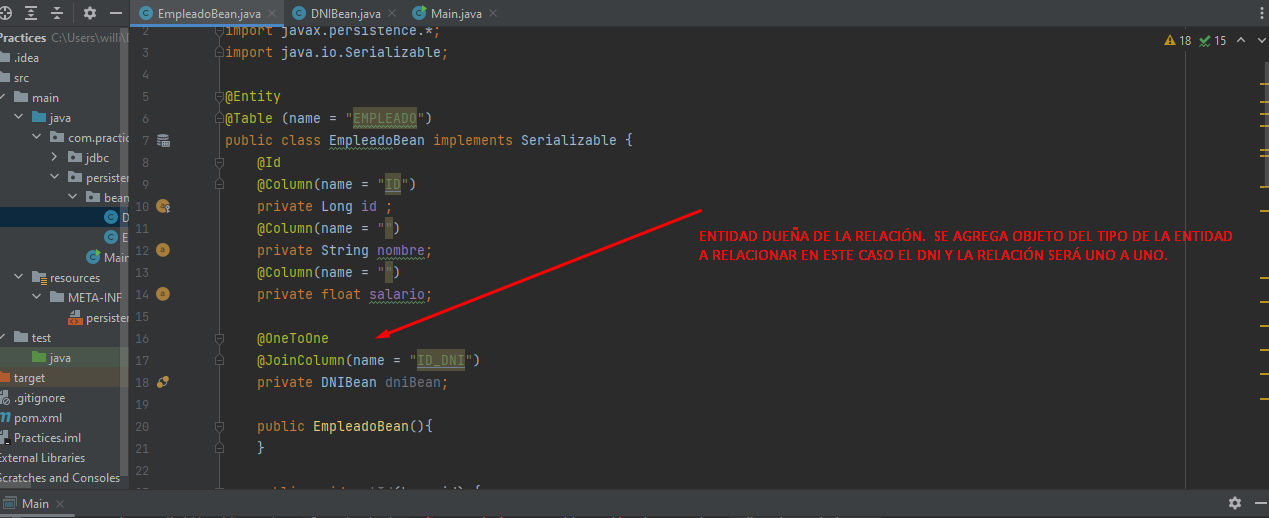 EmpleadoBean.java
DNIBean.java
Main.java
Practices C:\Users\willi\
.idea
src
main
java
com.practic
jdbc
persister
bean
D
E
Main
resources
META-INF
persister
test
java
target
.gitignore
pom.xml
Practices.iml
External Libraries
Scratches and Consoles
18 15
2 import javax.persistence.*;
3 import java.io.Serializable;
4
5 @Entity
6 @Table (name = "EMPLEADO")
7 public class EmpleadoBean implements Serializable {
8 @Id
9 @Column(name = "ID")
10 private Long id ;
11 @Column(name = "")
12 private String nombre;
13 @Column(name = "")
14 private float salario;
15
16 @OneToOne
17 @JoinColumn(name = "ID_DNI")
18 private DNIBean dniBean;
19
20 public EmpleadoBean(){
21 }
22
ENTIDAD DUEÑA DE LA RELACIÓN. SE AGREGA OBJETO DEL TIPO DE LA ENTIDAD
A RELACIONAR EN ESTE CASO EL DNI Y LA RELACIÓN SERÁ UNO A UNO.
Main